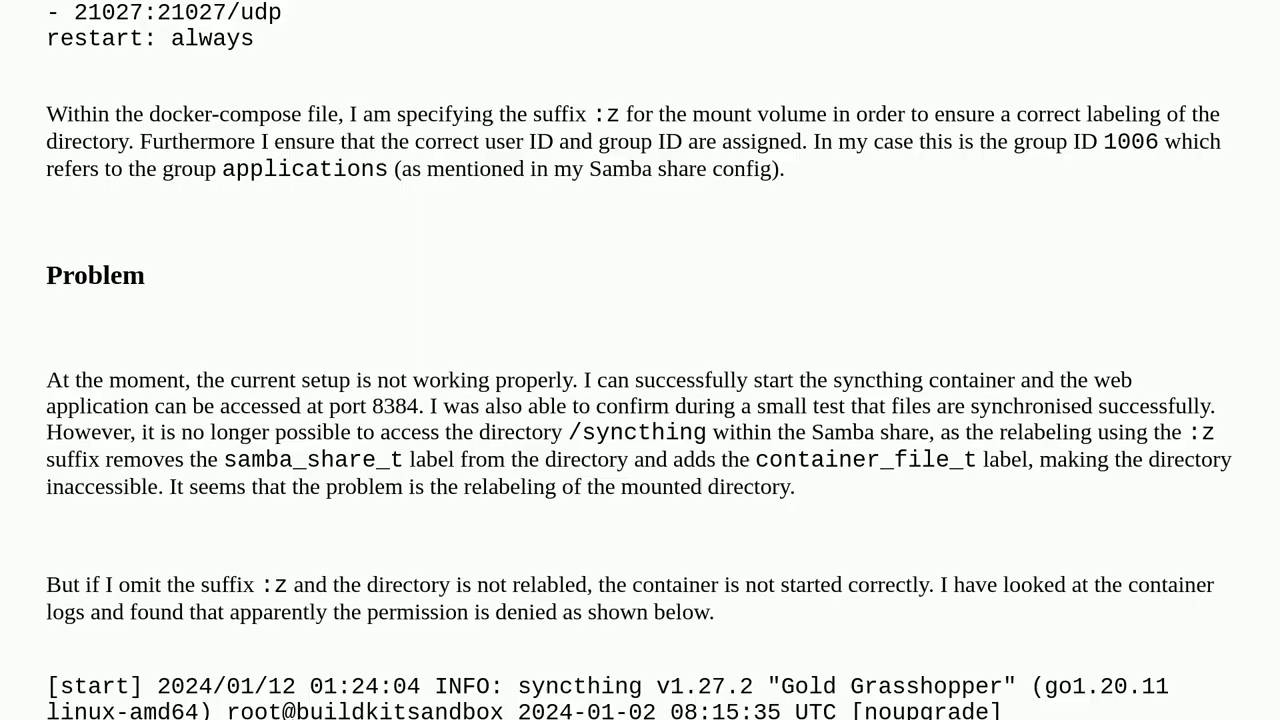 - 21027:21027/udp
restart: always
Within the docker-compose file, I am specifying the suffix :z for the mount volume in order to ensure a correct labeling of the
directory. Furthermore I ensure that the correct user ID and group ID are assigned. In my case this is the group ID 1006 which
refers to the group applications (as mentioned in my Samba share config).
Problem
At the moment, the current setup is not working properly. I can successfully start the syncthing container and the web
application can be accessed at port 8384. I was also able to confirm during a small test that files are synchronised successfully.
However, it is no longer possible to access the directory /syncthing within the Samba share, as the relabeling using the :z
suffix removes the samba_share_t label from the directory and adds the container_file_t label, making the directory
inaccessible. It seems that the problem is the relabeling of the mounted directory.
But if I omit the suffix :z and the directory is not relabled, the container is not started correctly. I have looked at the container
logs and found that apparently the permission is denied as shown below.
[start] 2024/01/12 01:24:04 INFO: syncthing v1.27.2 "Gold Grasshopper" (go1.20.11
linux-amd64) root@buildkitsandbox 2024-01-02 08:15:35 UTC [noupgrade]